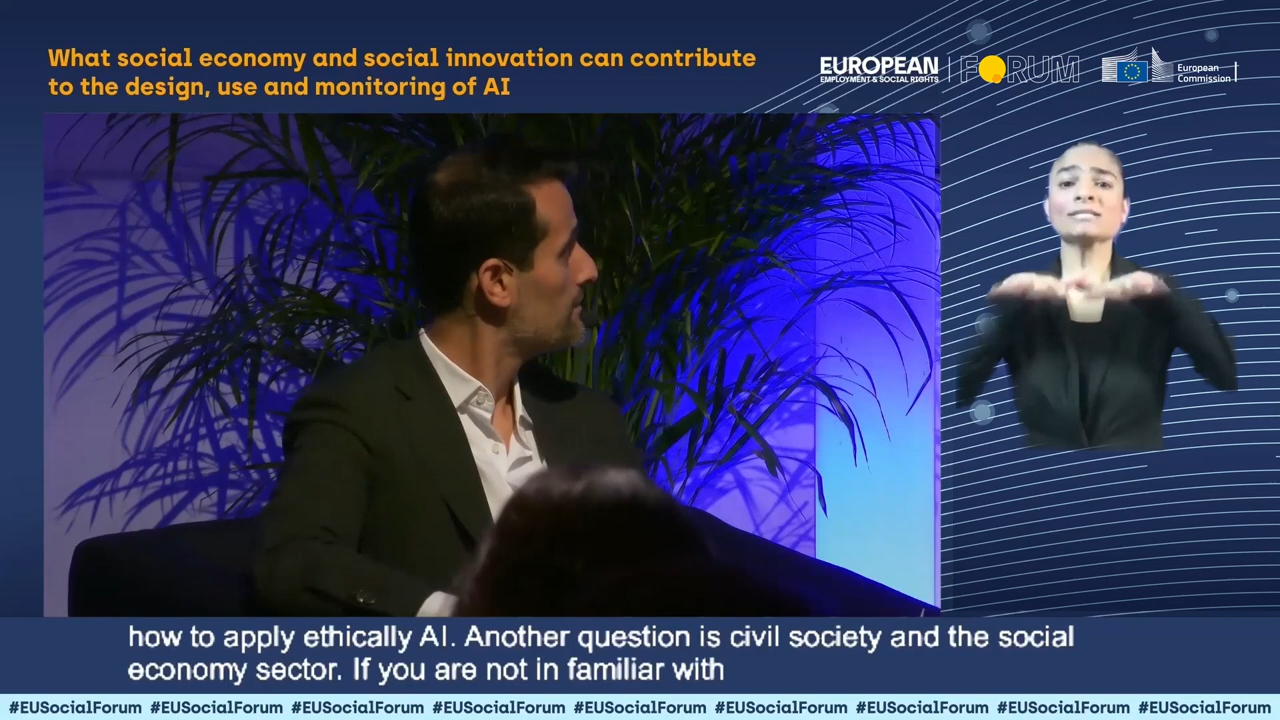 What social economy and social innovation can contribute
to the design, use and monitoring of AI
EUROPEAN
EMPLOYMENT & SOCIAL RIGHTS
FORUM
European
Commission
how to apply ethically AI. Another question is civil society and the social
economy sector. If you are not in familiar with
#EUSocialForum #EUSocialForum #EUSocialForum #EUSocialForum #EUSocialForum #EUSocialForum #EUSocialForum #EUSocialForum #EUSocialForum